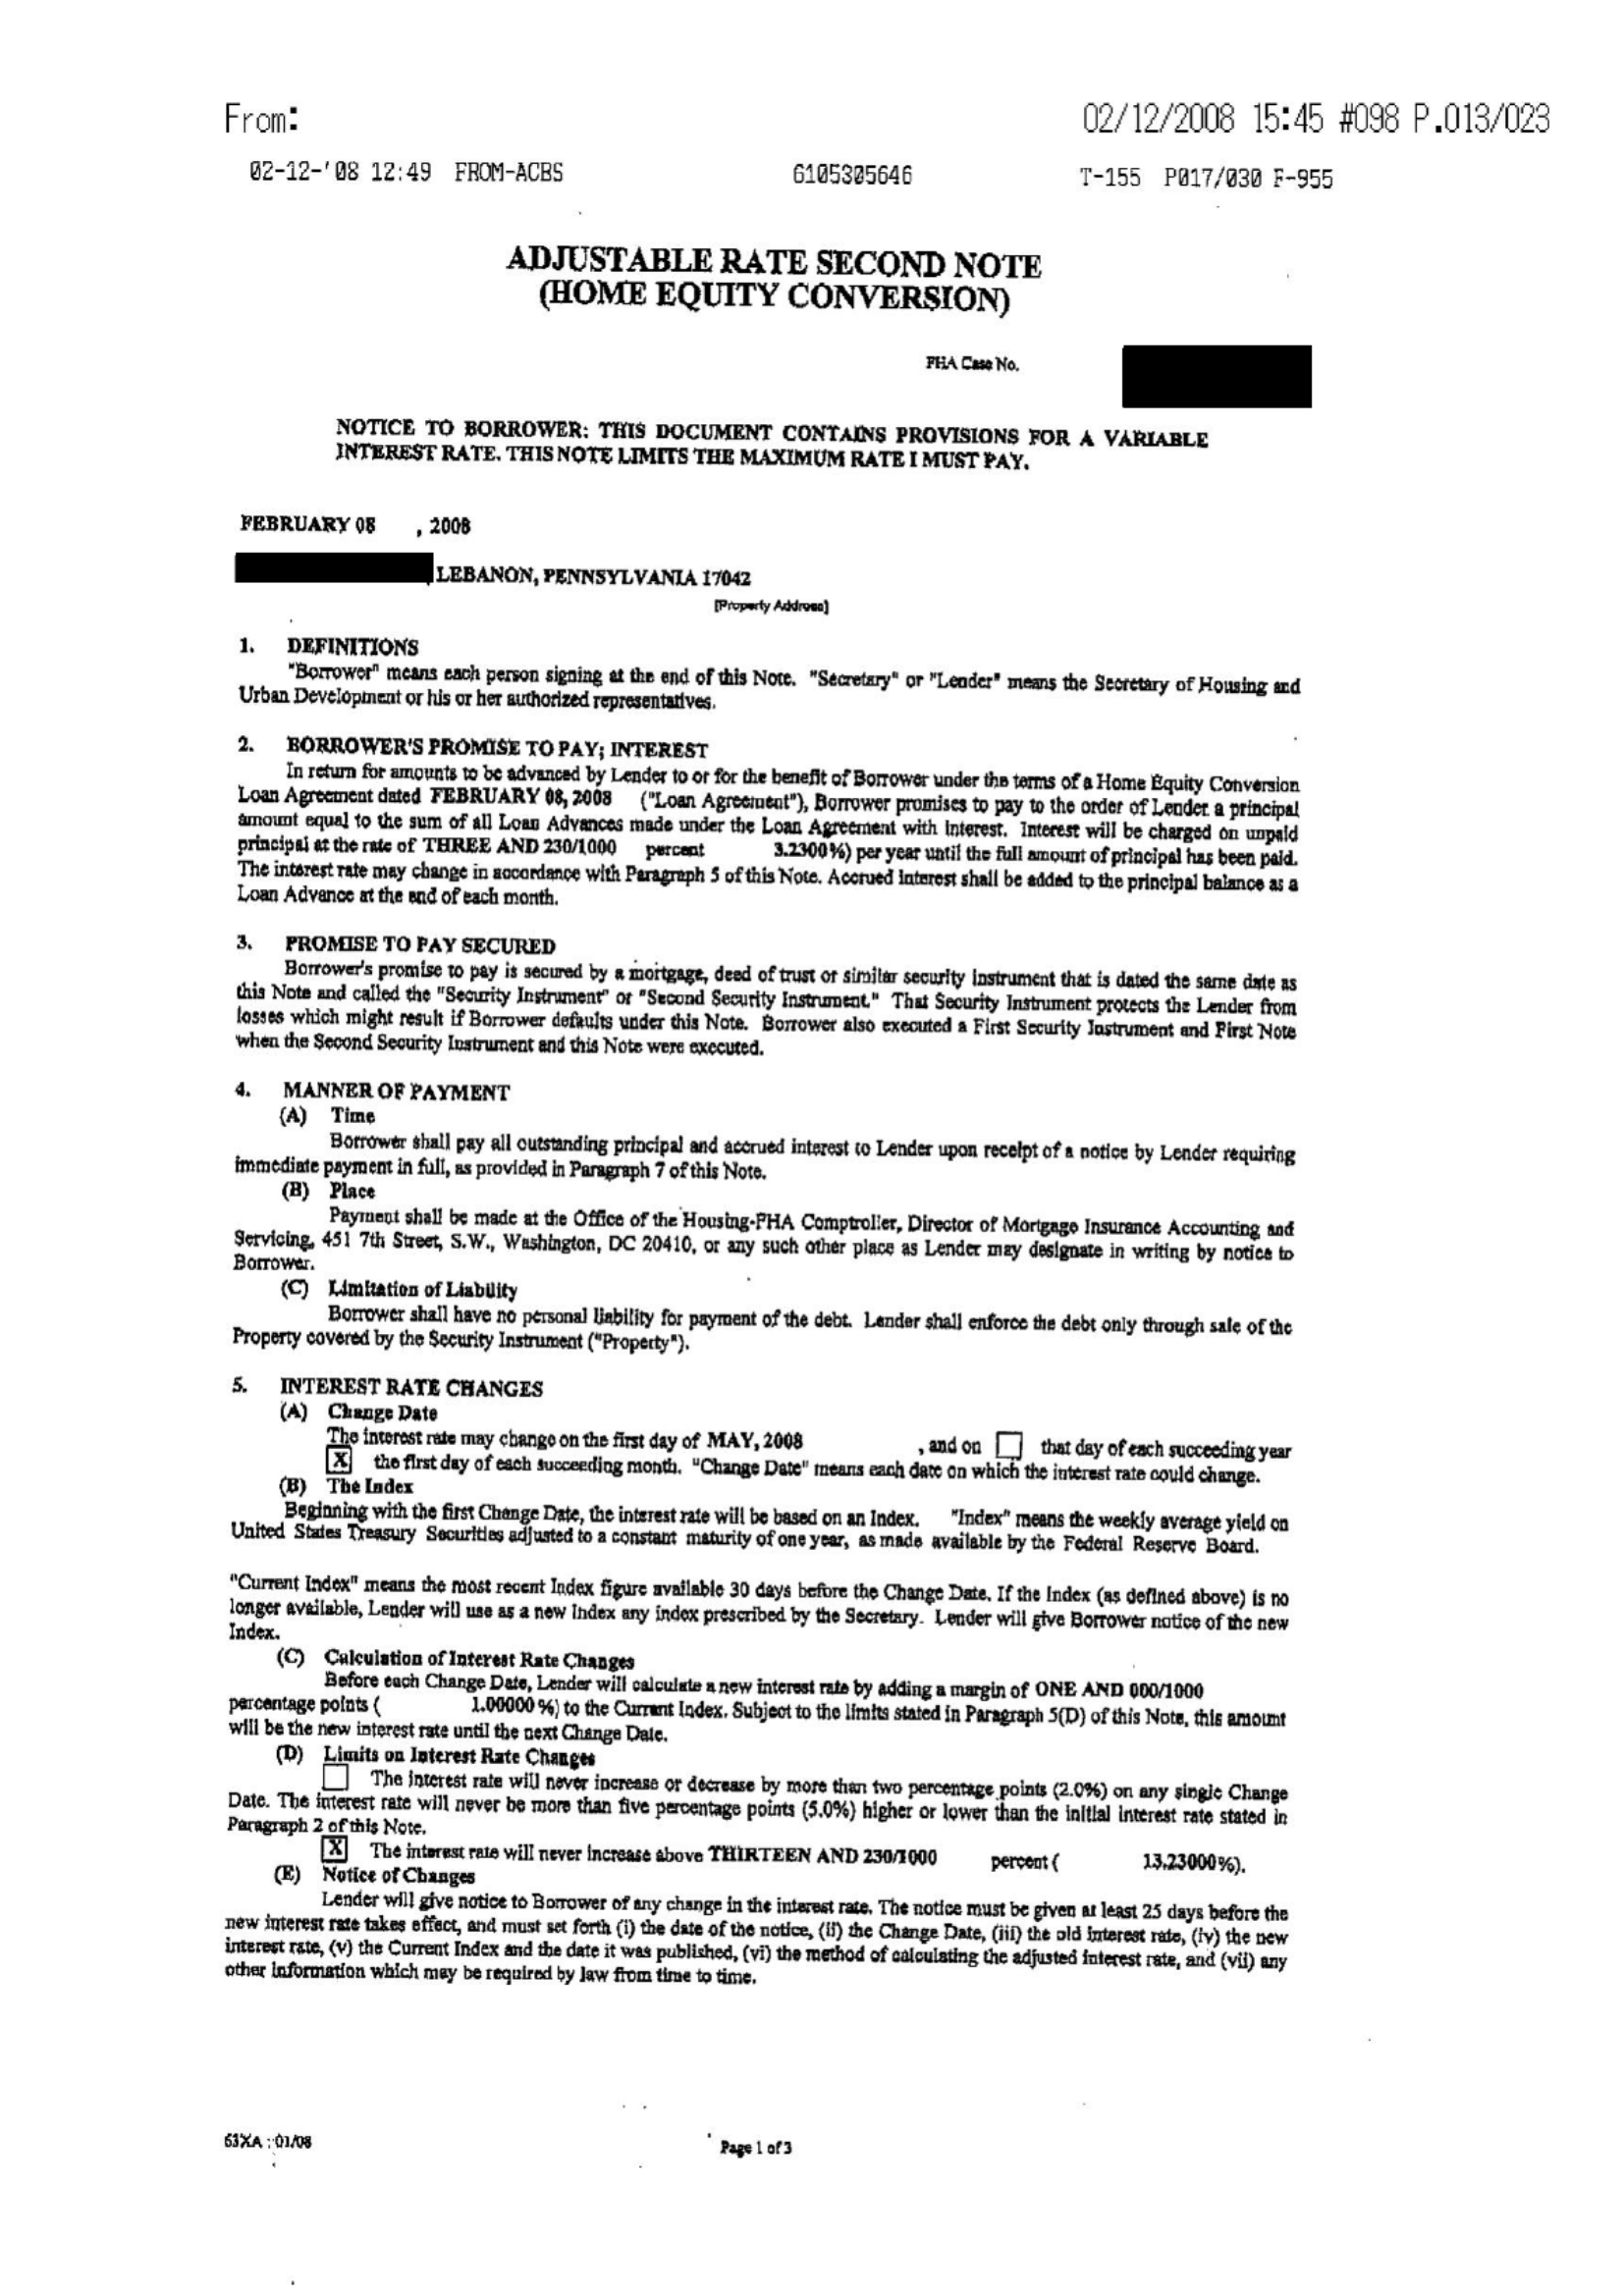 From: 02/12/2008 15:45 #098 P.013/023
02-12-'08 12:49 FROM-ACBS 6105305646 T-155 P017/030 F-955
ADJUSTABLE RATE SECOND NOTE
(HOME EQUITY CONVERSION)
FHA Case No.
NOTICE TO BORROWER: THIS DOCUMENT CONTAINS PROVISIONS FOR A VARIABLE
INTEREST RATE. THIS NOTE LIMITS THE MAXIMUM RATE I MUST PAY.
FEBRUARY 08 , 2008
LEBANON, PENNSYLVANIA 17042
[Property Address]
1. DEFINITIONS
"Borrower" means each person signing at the end of this Note. "Secretary" or "Lender" means the Secretary of Housing and
Urban Development or his or her authorized representatives.
2. BORROWER'S PROMISE TO PAY; INTEREST
In return for amounts to be advanced by Lender to or for the benefit of Borrower under the terms of a Home Equity Conversion
Loan Agreement dated FEBRUARY 08, 2008 ("Loan Agreement"), Borrower promises to pay to the order of Lender a principal
amount equal to the sum of all Loan Advances made under the Loan Agreement with Interest. Interest will be charged on unpaid
principal at the rate of THREE AND 230/1000 percent 3.2300%) per year until the full amount of principal has been paid.
The interest rate may change in accordance with Paragraph 5 of this Note. Accrued Interest shall be added to the principal balance as a
Loan Advance at the end of each month.
3. PROMISE TO PAY SECURED
Borrower's promise to pay is secured by a mortgage, deed of trust or similar security instrument that is dated the same date as
this Note and called the "Security Instrument" or "Second Security Instrument." That Security Instrument protects the Lender from
losses which might result if Borrower defaults under this Note. Borrower also executed a First Security Instrument and First Note
when the Second Security Instrument and this Note were executed.
4. MANNER OF PAYMENT
(A) Time
Borrower shall pay all outstanding principal and accrued interest to Lender upon receipt of a notice by Lender requiring
immediate payment in full, as provided in Paragraph 7 of this Note.
(B) Place
Payment shall be made at the Office of the Housing-FHA Comptroller, Director of Mortgage Insurance Accounting and
Servicing, 451 7th Street, S.W., Washington, DC 20410, or any such other place as Lender may designate in writing by notice to
Borrower.
(C) Limitation of Liability
Borrower shall have no personal liability for payment of the debt. Lender shall enforce the debt only through sale of the
Property covered by the Security Instrument ("Property").
5. INTEREST RATE CHANGES
(A) Change Date
The interest rate may change on the first day of MAY, 2008 , and on ☐ that day of each succeeding year
[X] the first day of each succeeding month. "Change Date" means each date on which the interest rate could change.
(B) The Index
Beginning with the first Change Date, the interest rate will be based on an Index. "Index" means the weekly average yield on
United States Treasury Securities adjusted to a constant maturity of one year, as made available by the Federal Reserve Board.
"Current Index" means the most recent Index figure available 30 days before the Change Date. If the Index (as defined above) is no
longer available, Lender will use as a new Index any index prescribed by the Secretary. Lender will give Borrower notice of the new
Index.
(C) Calculation of Interest Rate Changes
Before each Change Date, Lender will calculate a new interest rate by adding a margin of ONE AND 000/1000
percentage points ( 1.00000 %) to the Current Index. Subject to the limits stated in Paragraph 5(D) of this Note, this amount
will be the new interest rate until the next Change Date.
(D) Limits on Interest Rate Changes
☐ The interest rate will never increase or decrease by more than two percentage points (2.0%) on any single Change
Date. The interest rate will never be more than five percentage points (5.0%) higher or lower than the initial interest rate stated in
Paragraph 2 of this Note.
[X] The interest rate will never increase above THIRTEEN AND 230/1000 percent ( 13.23000%).
(E) Notice of Changes
Lender will give notice to Borrower of any change in the interest rate. The notice must be given at least 25 days before the
new interest rate takes effect, and must set forth (i) the date of the notice, (ii) the Change Date, (iii) the old interest rate, (iv) the new
interest rate, (v) the Current Index and the date it was published, (vi) the method of calculating the adjusted interest rate, and (vii) any
other information which may be required by law from time to time.
63XA : 01/08 Page 1 of 3